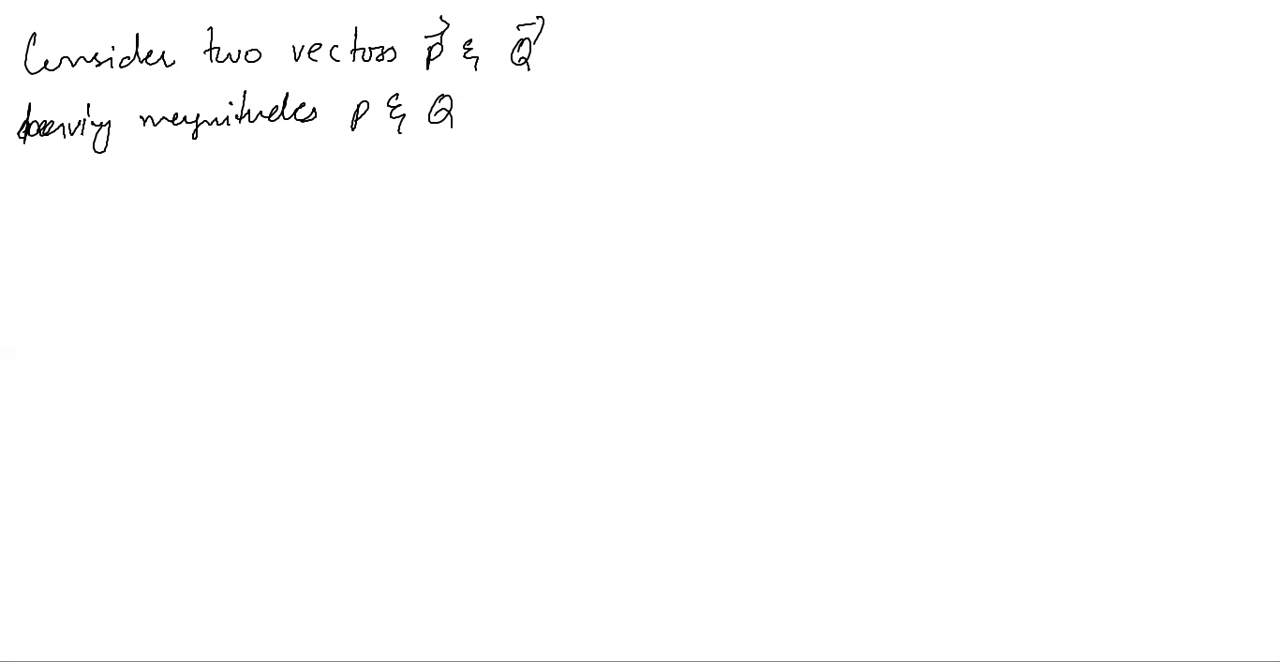 Consider two vectors P⃗ & Q⃗
having magnitudes P & Q